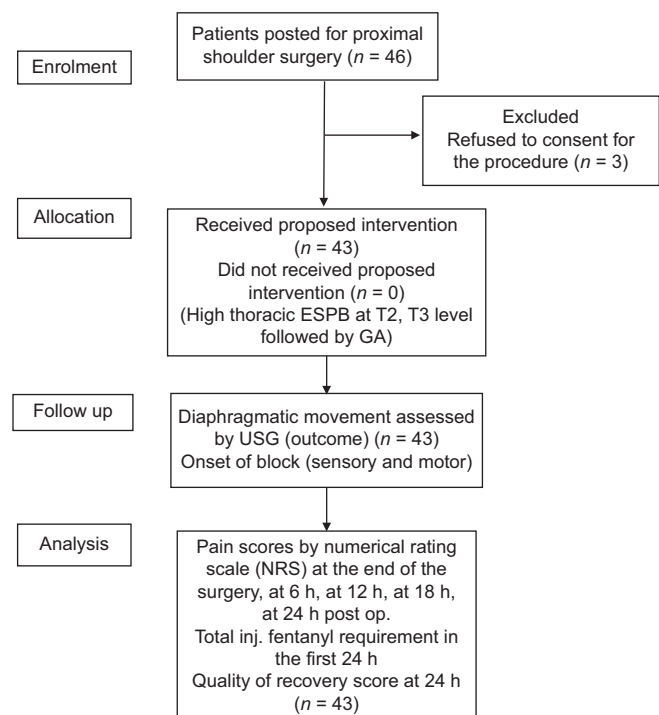 Enrolment
Patients posted for proximal
shoulder surgery (n = 46)
Excluded
Refused to consent for
the procedure (n = 3)
Allocation
Received proposed intervention
(n = 43)
Did not received proposed
intervention (n = 0)
(High thoracic ESPB at T2, T3 level
followed by GA)
Follow up
Diaphragmatic movement assessed
by USG (outcome) (n = 43)
Onset of block (sensory and motor)
Analysis
Pain scores by numerical rating
scale (NRS) at the end of the
surgery, at 6 h, at 12 h, at 18 h,
at 24 h post op.
Total inj. fentanyl requirement in
the first 24 h
Quality of recovery score at 24 h
(n = 43)